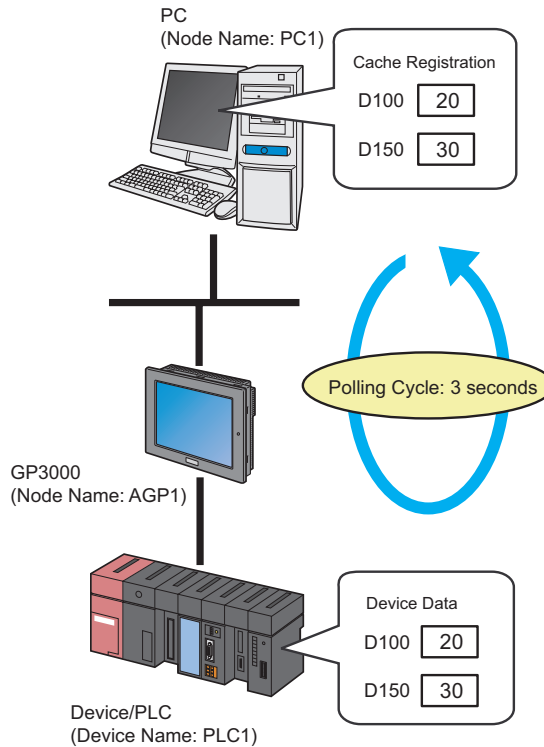 PC
(Node Name: PC1)
Cache Registration
D100 20
D150 30
Polling Cycle: 3 seconds
GP3000
(Node Name: AGP1)
Device Data
D100 20
D150 30
Device/PLC
(Device Name: PLC1)